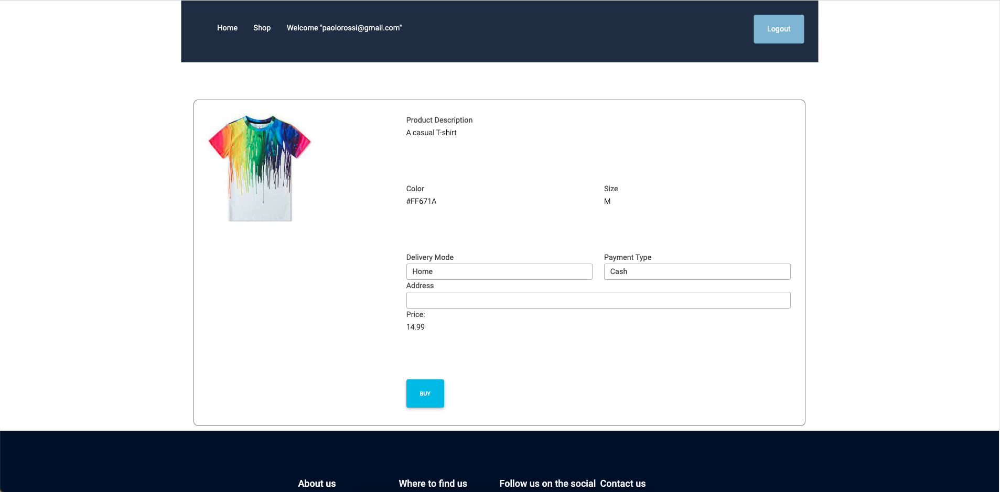 Home Shop Welcome "paolorossi@gmail.com" Logout
Product Description
A casual T-shirt
Color Size
#FF671A M
Delivery Mode Payment Type
Home Cash
Address
Price:
14.99
BUY
About us Where to find us Follow us on the social Contact us